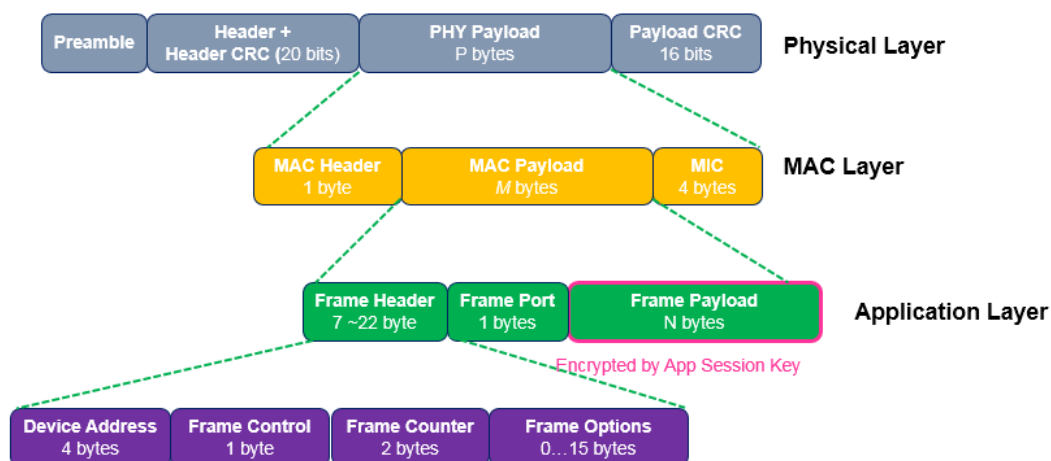 Preamble
Header +
Header CRC (20 bits)
PHY Payload
P bytes
Payload CRC
16 bits
Physical Layer
MAC Header
1 byte
MAC Payload
M bytes
MIC
4 bytes
MAC Layer
Frame Header
7 ~22 byte
Frame Port
1 bytes
Frame Payload
N bytes
Application Layer
Encrypted by App Session Key
Device Address
4 bytes
Frame Control
1 byte
Frame Counter
2 bytes
Frame Options
0...15 bytes